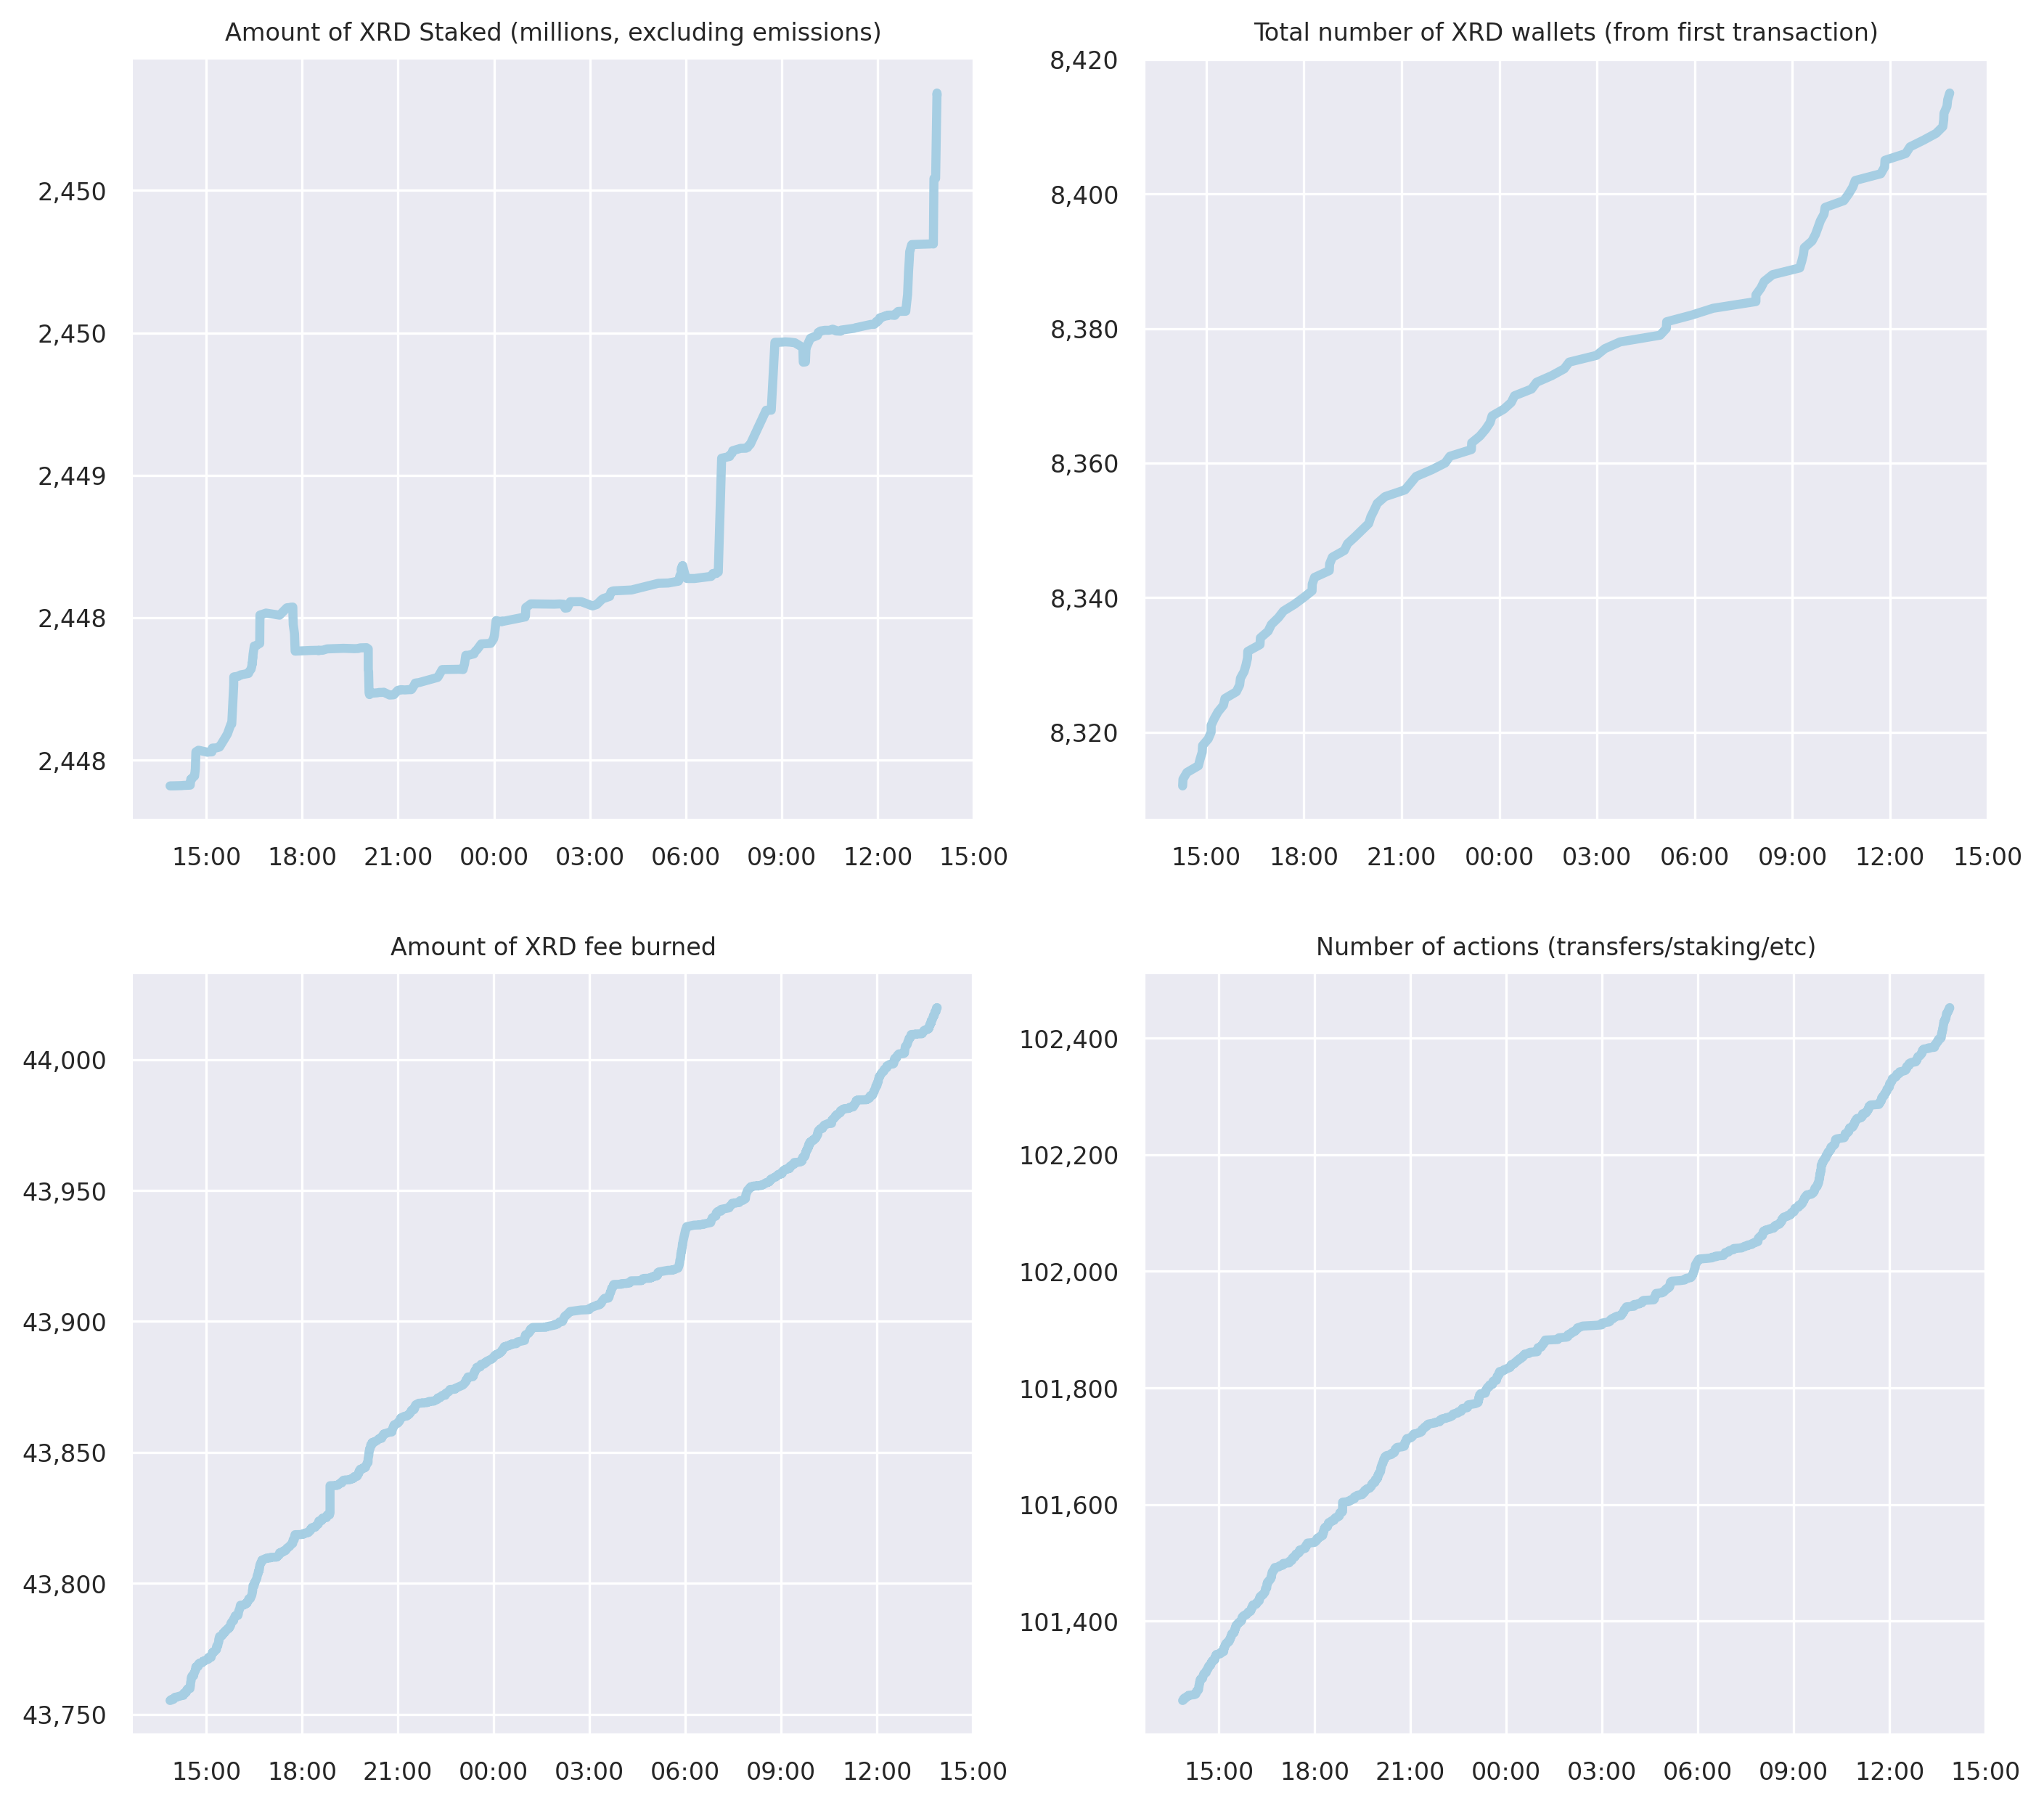 Amount of XRD Staked (millions, excluding emissions)
2,450
2,450
2,449
2,448
2,448
15:00 18:00 21:00 00:00 03:00 06:00 09:00 12:00 15:00
Total number of XRD wallets (from first transaction)
8,420
8,400
8,380
8,360
8,340
8,320
15:00 18:00 21:00 00:00 03:00 06:00 09:00 12:00 15:00
Amount of XRD fee burned
44,000
43,950
43,900
43,850
43,800
43,750
15:00 18:00 21:00 00:00 03:00 06:00 09:00 12:00 15:00
Number of actions (transfers/staking/etc)
102,400
102,200
102,000
101,800
101,600
101,400
15:00 18:00 21:00 00:00 03:00 06:00 09:00 12:00 15:00